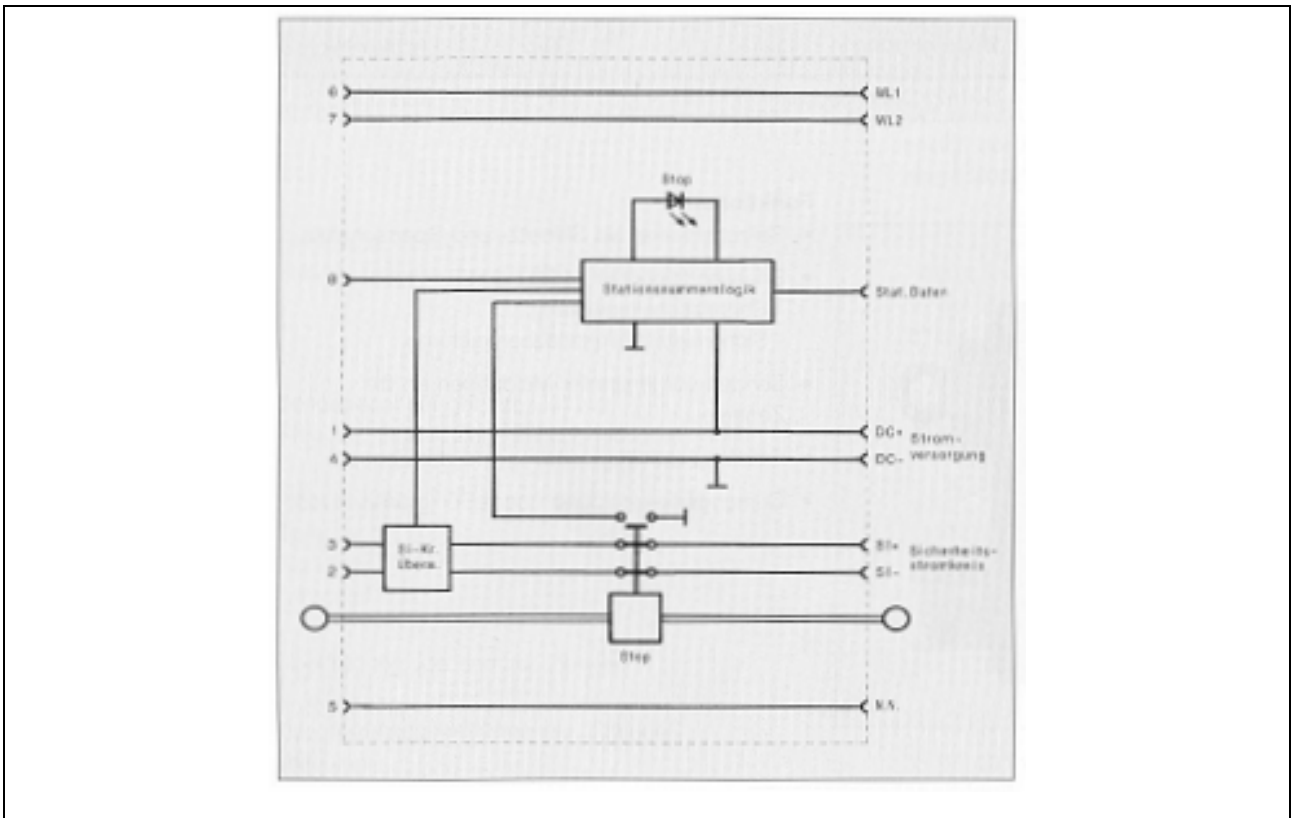 6
WL1
7
WL2
Stop
8
Stationsnummernlogik
Stat. Daten
1
DC+
Strom-
4
DC-
versorgung
3
SI-Kr.
SI+
Sicherheits-
2
überw.
SI-
stromkreis
Stop
5